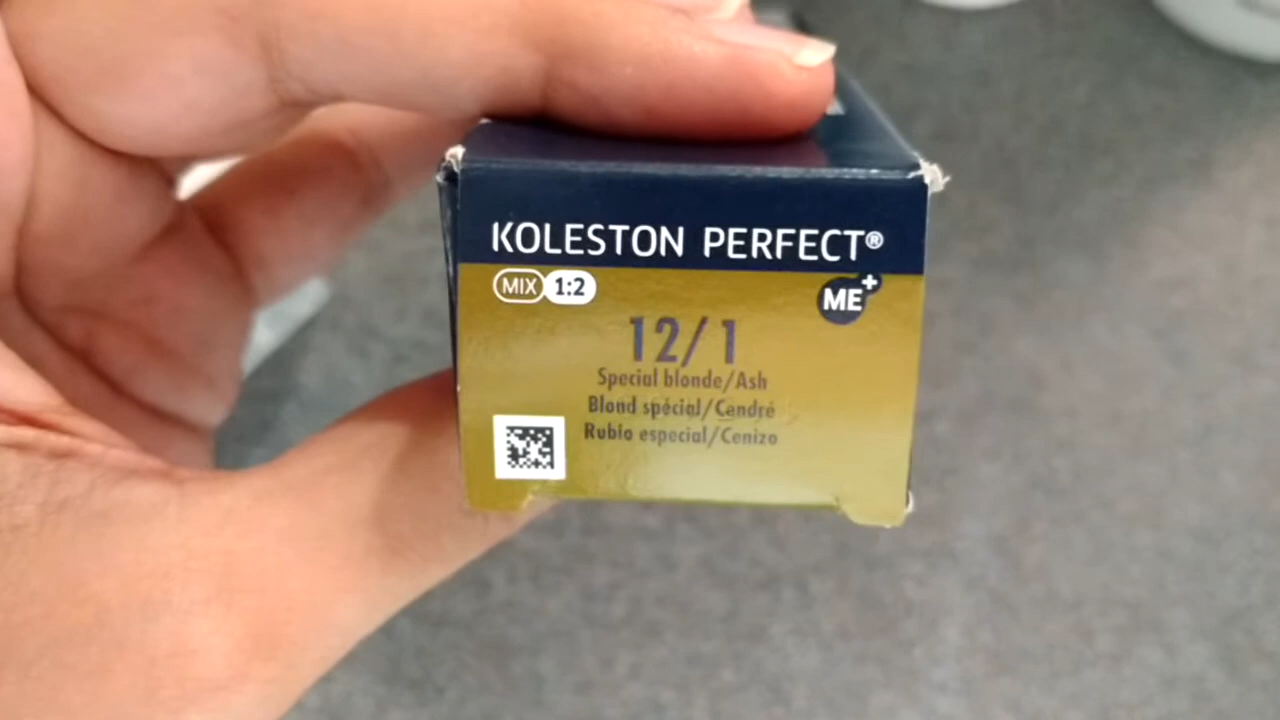 KOLESTON PERFECT®
MIX 1:2
ME+
12/1
Special blonde/Ash
Blond spécial/Cendré
Rubio especial/Cenizo